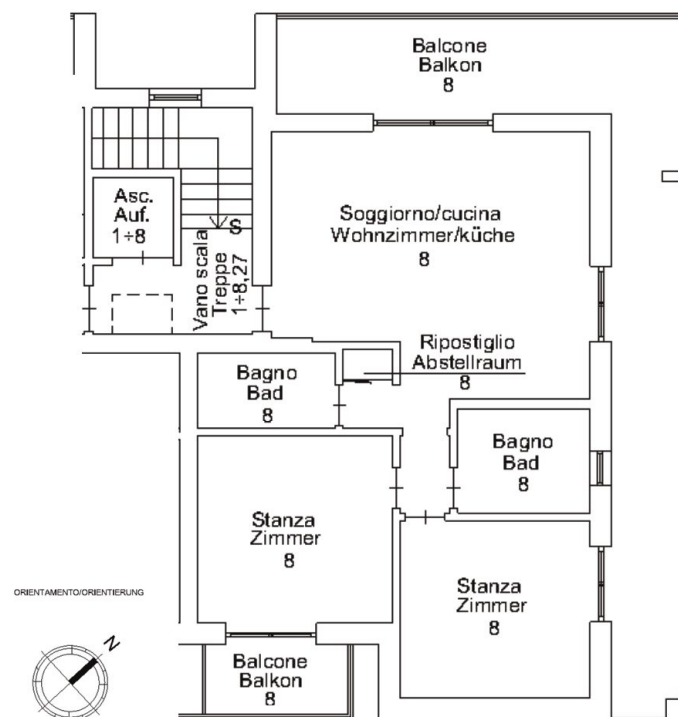 Balcone
Balkon
8
Asc.
Auf.
1÷8
S
Vano scala
Treppe
1÷8,27
Soggiorno/cucina
Wohnzimmer/küche
8
Ripostiglio
Abstellraum
8
Bagno
Bad
8
Bagno
Bad
8
Stanza
Zimmer
8
Stanza
Zimmer
8
ORIENTAMENTO/ORIENTIERUNG
N
Balcone
Balkon
8